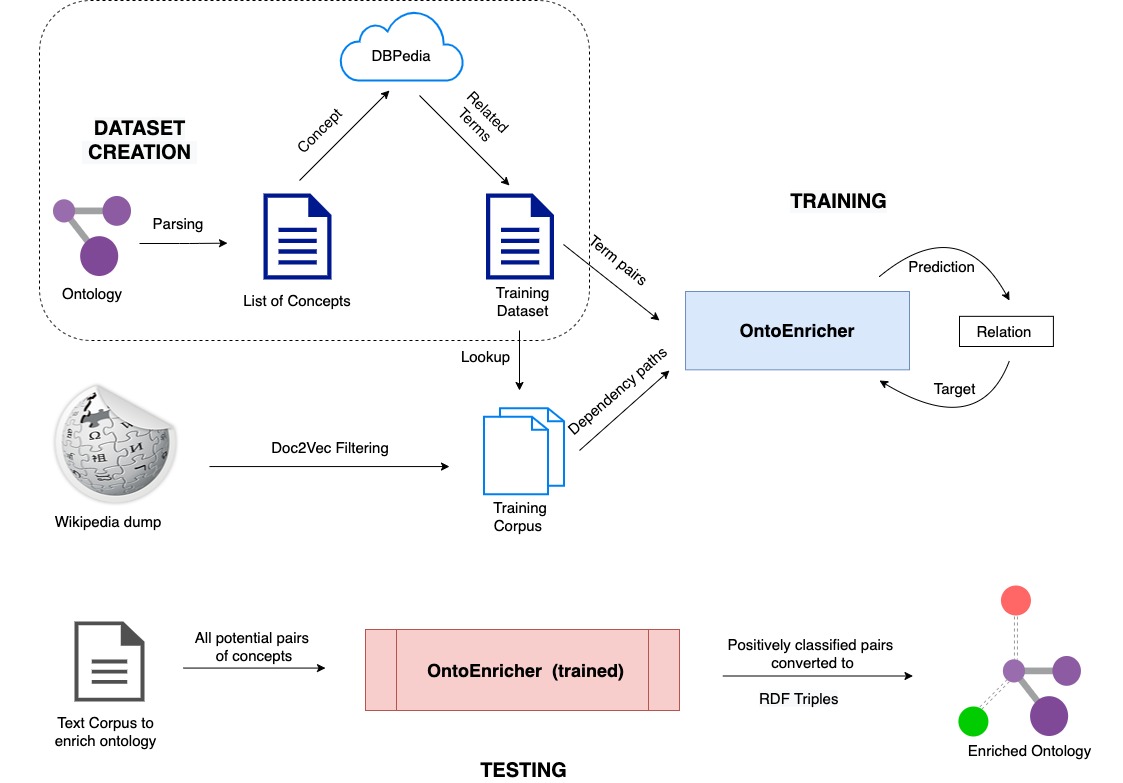 DBPedia
Concept
Related
Terms
DATASET
CREATION
Parsing
Ontology
List of Concepts
Training
Dataset
Term pairs
TRAINING
Prediction
OntoEnricher
Relation
Target
Lookup
Dependency paths
Doc2Vec Filtering
Ω
W
И
祖
Wikipedia dump
Training
Corpus
All potential pairs
of concepts
OntoEnricher (trained)
Positively classified pairs
converted to
RDF Triples
Text Corpus to
enrich ontology
Enriched Ontology
TESTING